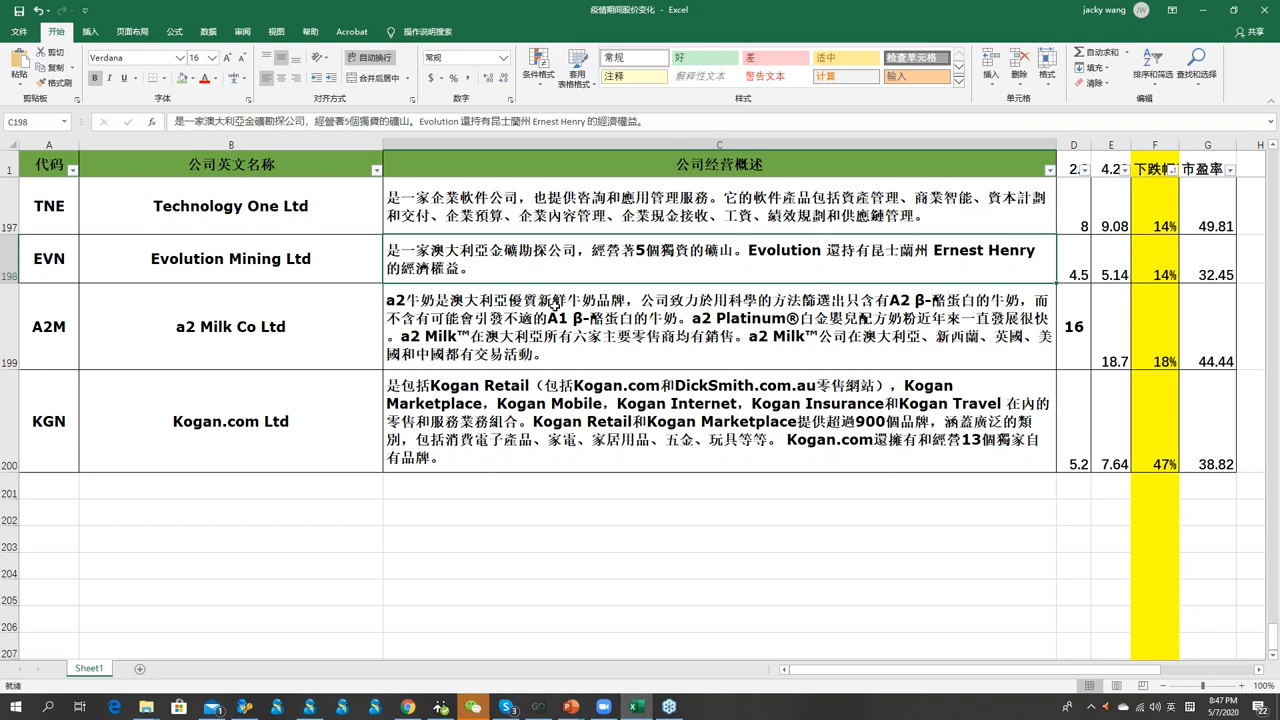 疫情期间股价变化 - Excel
jacky wang JW
文件 开始 插入 页面布局 公式 数据 审阅 视图 帮助 Acrobat 操作说明搜索 共享
粘贴 剪切 复制 格式刷 剪贴板
Verdana 16 B I U 字体
自动换行 合并后居中 对齐方式
常规 数字
条件格式 套用表格格式
常规 好 差 适中 检查单元格
注释 解释性文本 警告文本 计算 输入
样式
插入 删除 格式 单元格
自动求和 填充 清除 排序和筛选 查找和选择 编辑
C198 是一家澳大利亞金礦勘探公司，經營著5個獨資的礦山。Evolution 還持有昆士蘭州 Ernest Henry 的經濟權益。
A B C D E F G H
1 代码 公司英文名称 公司经营概述 2. 4.2 下跌幅 市盈率
TNE Technology One Ltd 是一家企業軟件公司，也提供咨詢和應用管理服務。它的軟件產品包括資產管理、商業智能、資本計劃
和交付、企業預算、企業內容管理、企業現金接收、工資、績效規劃和供應鏈管理。
197 8 9.08 14% 49.81
EVN Evolution Mining Ltd 是一家澳大利亞金礦勘探公司，經營著5個獨資的礦山。Evolution 還持有昆士蘭州 Ernest Henry
的經濟權益。
198 4.5 5.14 14% 32.45
a2牛奶是澳大利亞優質新鮮牛奶品牌，公司致力於用科學的方法篩選出只含有A2 β-酪蛋白的牛奶，而
不含有可能會引發不適的A1 β-酪蛋白的牛奶。a2 Platinum®白金嬰兒配方奶粉近年來一直發展很快
A2M a2 Milk Co Ltd 16
。a2 Milk™在澳大利亞所有六家主要零售商均有銷售。a2 Milk™公司在澳大利亞、新西蘭、英國、美
國和中國都有交易活動。
199 18.7 18% 44.44
是包括Kogan Retail（包括Kogan.com和DickSmith.com.au零售網站），Kogan
Marketplace，Kogan Mobile，Kogan Internet，Kogan Insurance和Kogan Travel 在內的
KGN Kogan.com Ltd 零售和服務業務組合。Kogan Retail和Kogan Marketplace提供超過900個品牌，涵蓋廣泛的類
別，包括消費電子產品、家電、家居用品、五金、玩具等等。 Kogan.com還擁有和經營13個獨家自
有品牌。
200 5.2 7.64 47% 38.82
201
202
203
204
205
206
207
Sheet1
就绪 100%
8:47 PM
英
5/7/2020
22